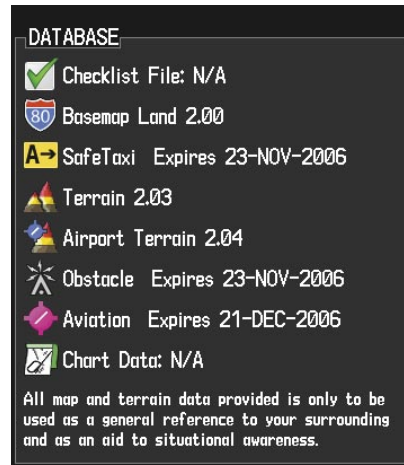 DATABASE
Checklist File: N/A
80 Basemap Land 2.00
A→ SafeTaxi Expires 23-NOV-2006
Terrain 2.03
Airport Terrain 2.04
Obstacle Expires 23-NOV-2006
Aviation Expires 21-DEC-2006
Chart Data: N/A
All map and terrain data provided is only to be
used as a general reference to your surrounding
and as an aid to situational awareness.